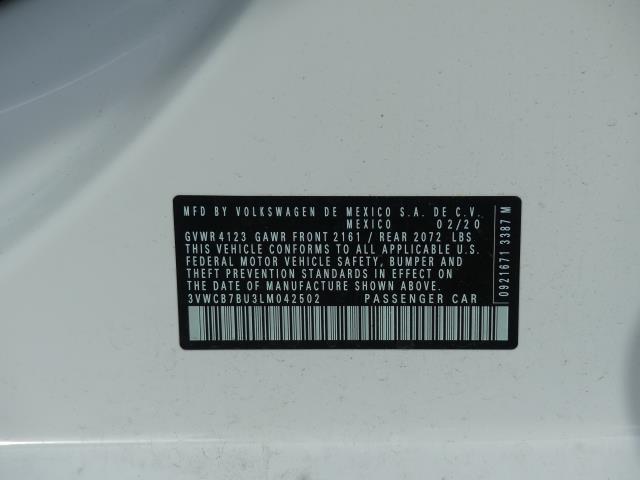 MFD BY VOLKSWAGEN DE MEXICO S.A. DE C.V.
MEXICO 02/20
GVWR 4123 GAWR FRONT 2161 / REAR 2072 LBS
THIS VEHICLE CONFORMS TO ALL APPLICABLE U.S.
FEDERAL MOTOR VEHICLE SAFETY, BUMPER AND
THEFT PREVENTION STANDARDS IN EFFECT ON
THE DATE OF MANUFACTURE SHOWN ABOVE.
3VWCB7BU3LM042502 PASSENGER CAR
0921671 3387 M